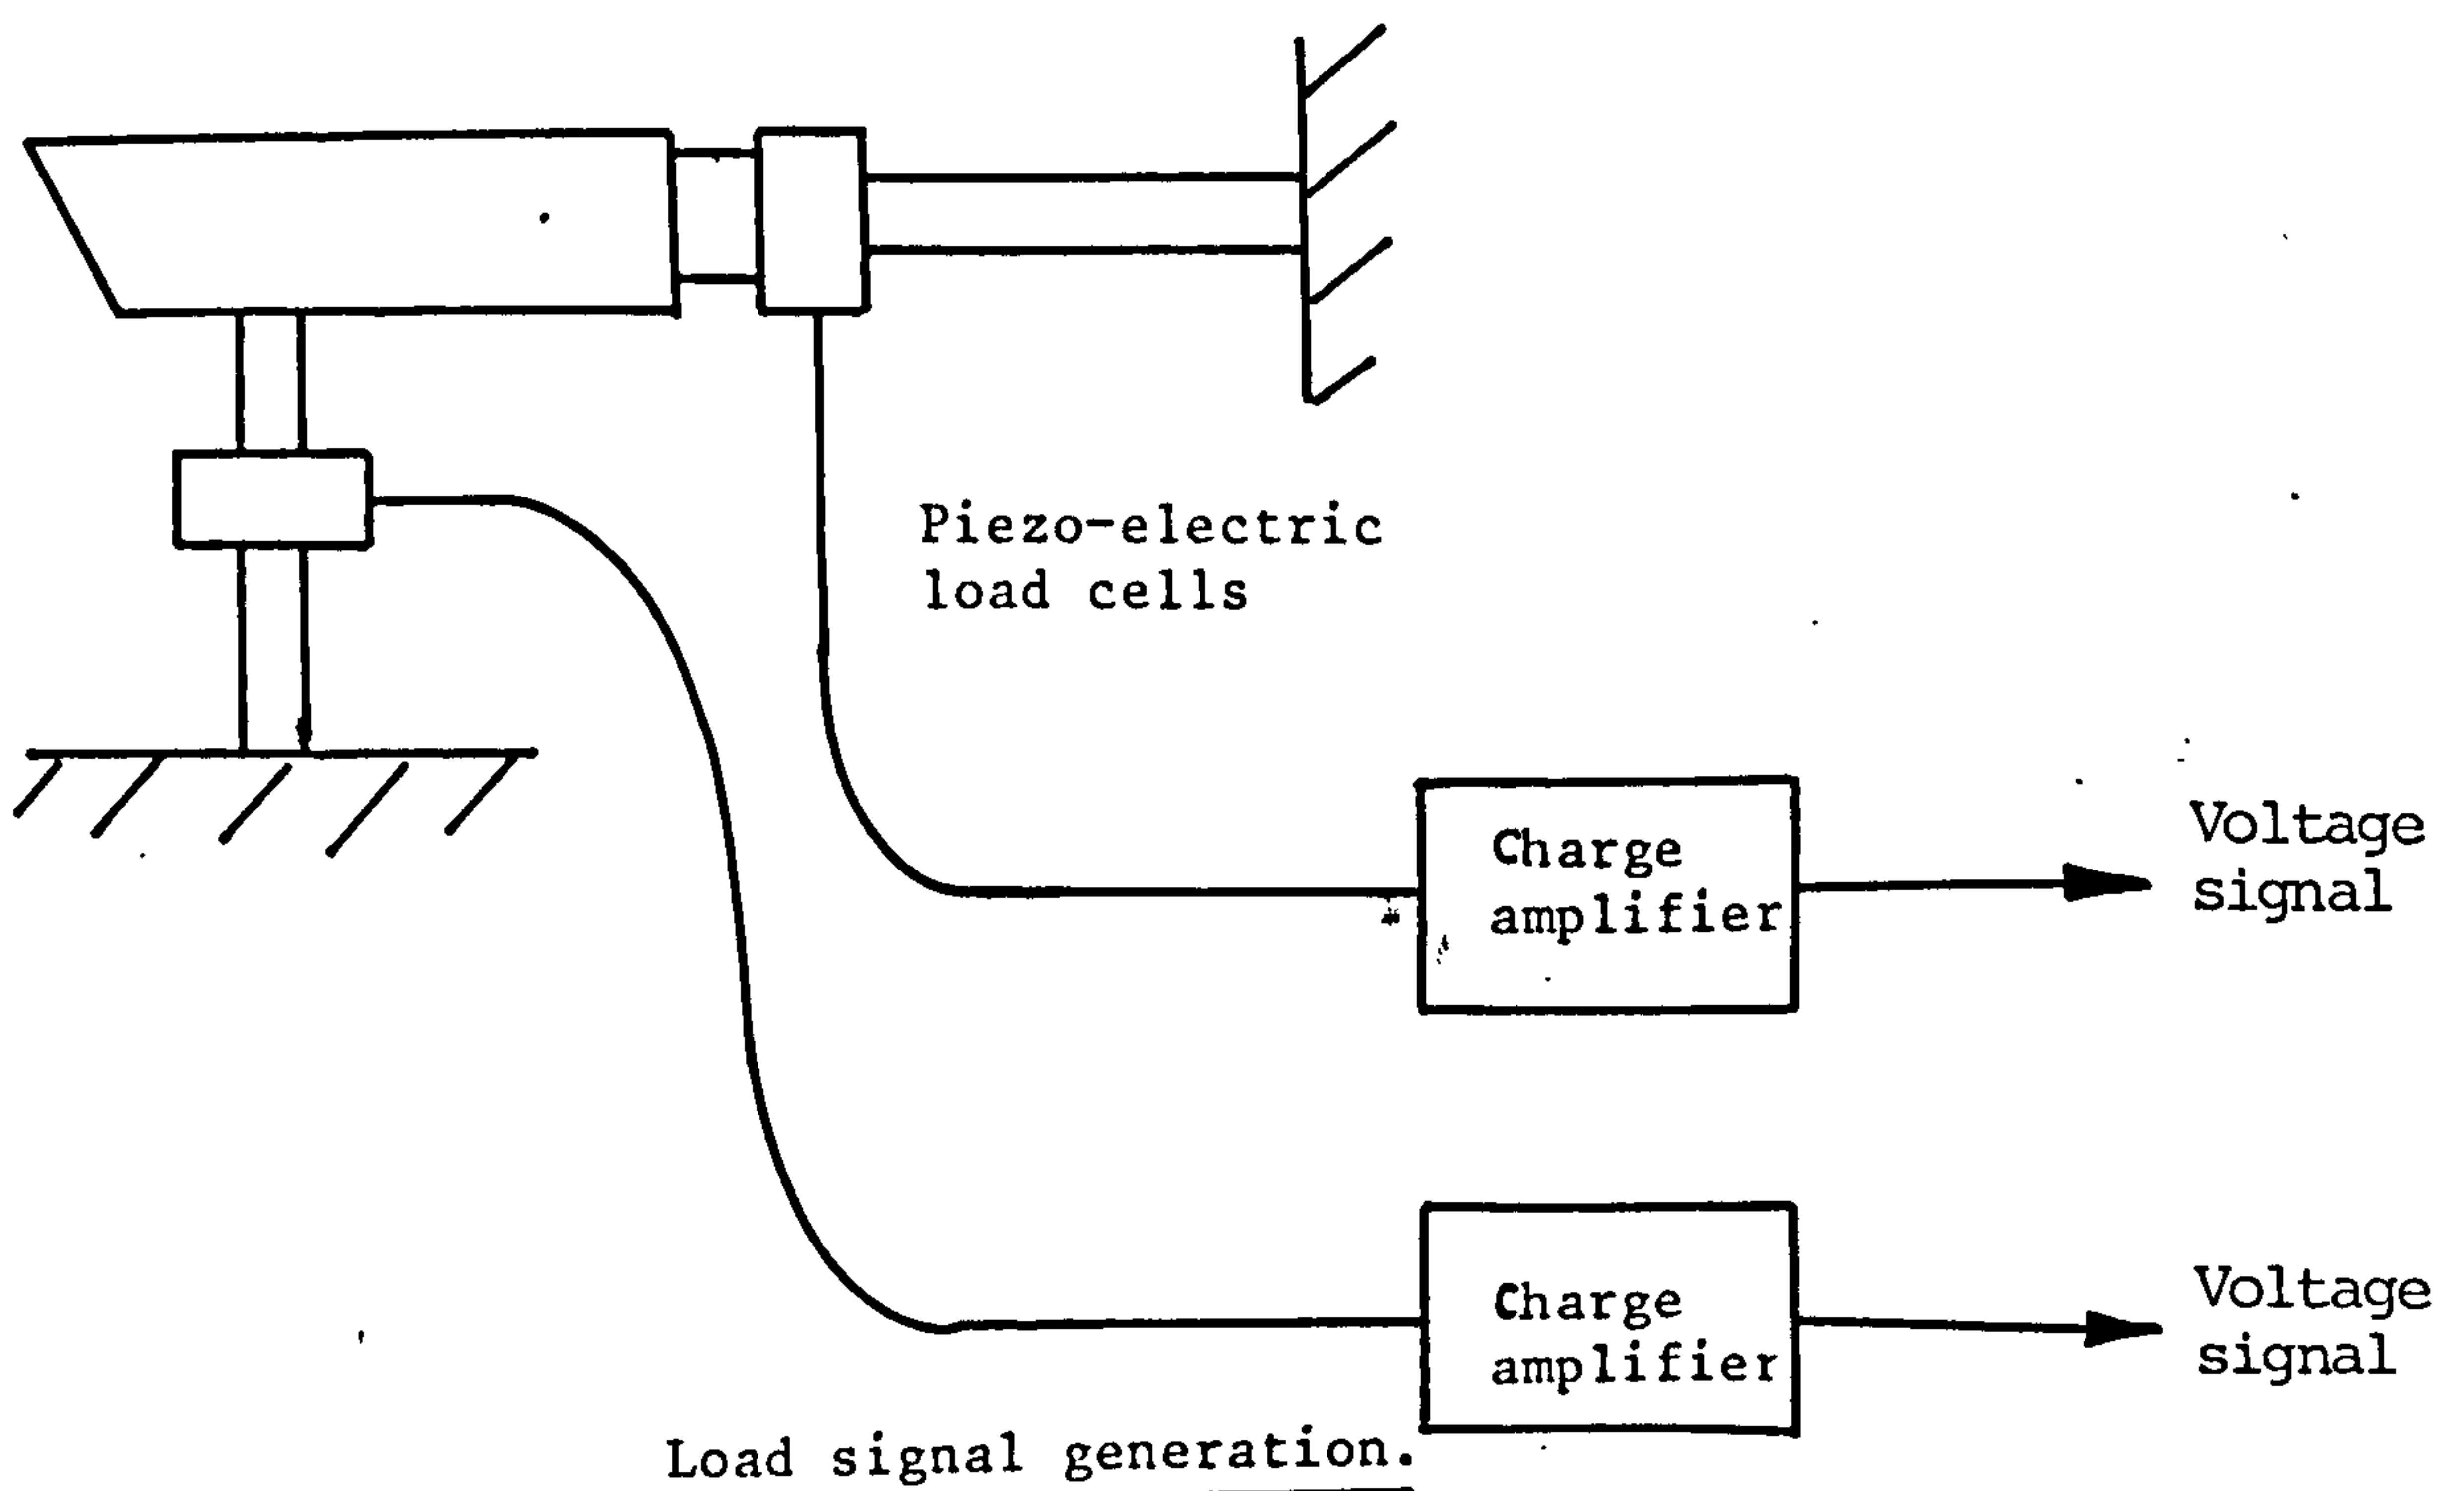 Piezo-electric
load cells
Charge
amplifier
Voltage
signal
Charge
amplifier
Voltage
signal
Load signal generation.